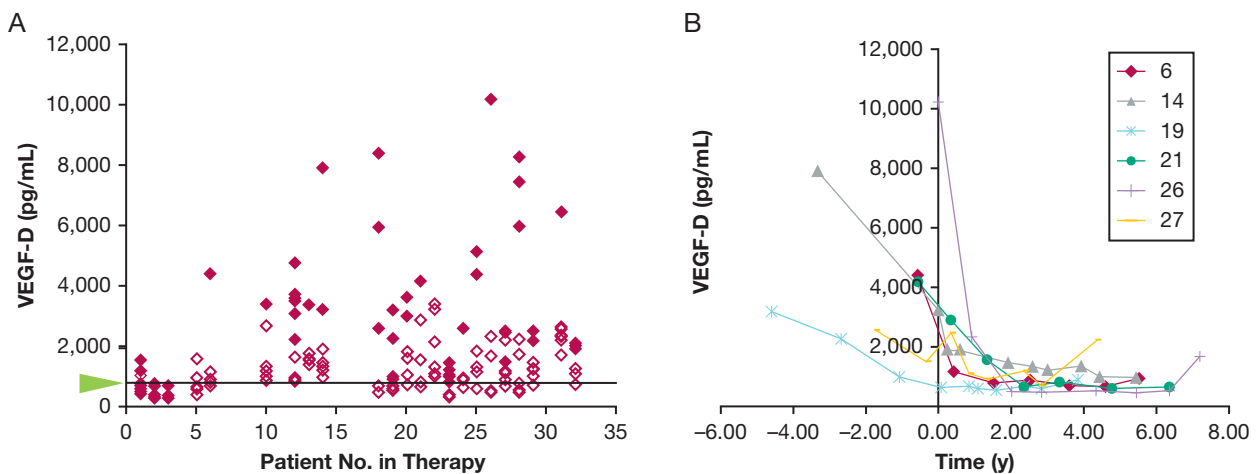 A
12,000
10,000
8,000
6,000
4,000
2,000
0
VEGF-D (pg/mL)
0 5 10 15 20 25 30 35
Patient No. in Therapy
B
12,000
10,000
8,000
6,000
4,000
2,000
VEGF-D (pg/mL)
–6.00 –4.00 –2.00 0.00 2.00 4.00 6.00 8.00
Time (y)
6
14
19
21
26
27